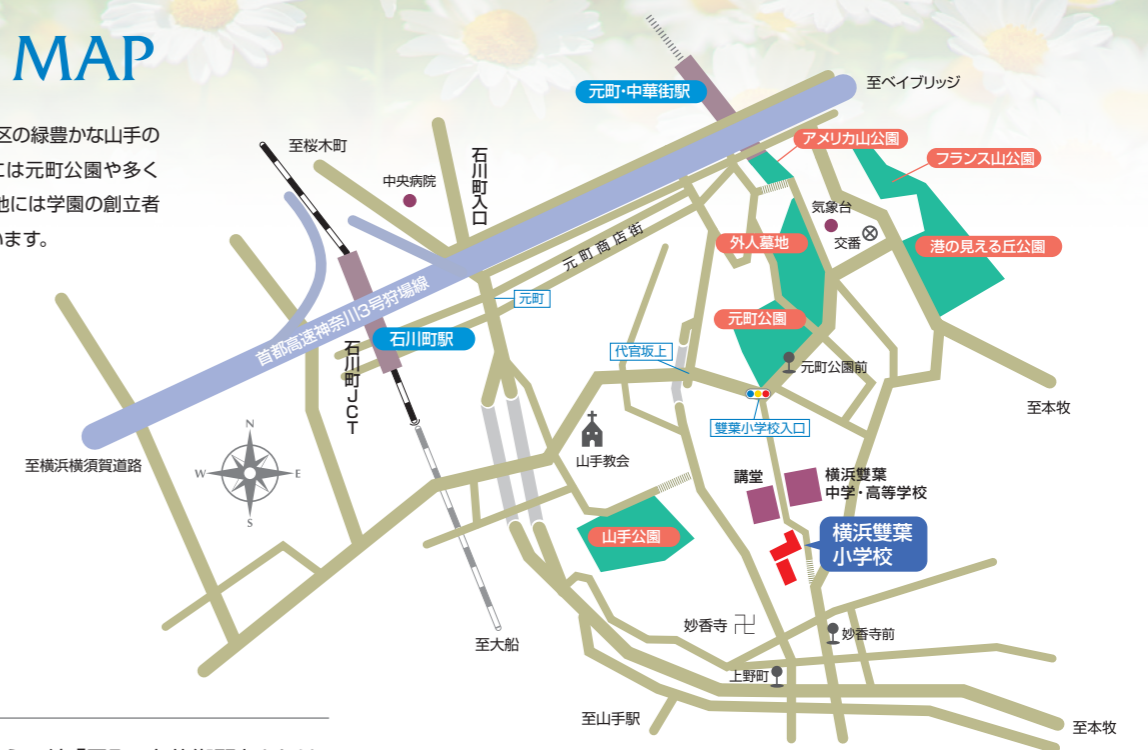 MAP
区の緑豊かな山手の
には元町公園や多く
地には学園の創立者
います。
元町・中華街駅
至ベイブリッジ
アメリカ山公園
フランス山公園
至桜木町
中央病院
石川町入口
気象台
交番
外人墓地
港の見える丘公園
元町商店街
元町
首都高速神奈川3号狩場線
石川町駅
石川町JCT
元町公園
代官坂上
元町公園前
至本牧
雙葉小学校入口
N
W
E
S
至横浜横須賀道路
山手教会
講堂
横浜雙葉
中学・高等学校
山手公園
横浜雙葉
小学校
妙香寺
妙香寺前
至大船
上野町
至山手駅
至本牧